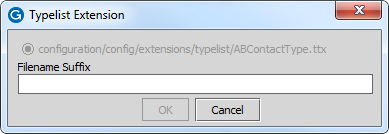 Typelist Extension
configuration/config/extensions/typelist/ABContactType.ttx
Filename Suffix
OK
Cancel